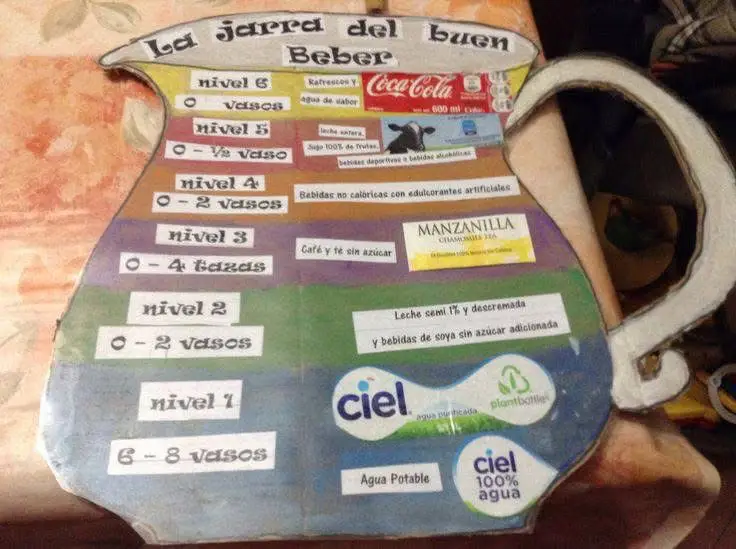 La jarra del buen
Beber
nivel 6
0 vasos
Refrescos y
agua de sabor
Coca-Cola
600 ml
nivel 5
0 - ½ vaso
leche entera,
Jugo 100% de frutas,
bebidas deportivas o bebidas alcohólicas
nivel 4
0 - 2 vasos
Bebidas no calóricas con edulcorantes artificiales
nivel 3
0 - 4 tazas
Café y té sin azúcar
MANZANILLA
CHAMOMILE TEA
nivel 2
0 - 2 vasos
Leche semi 1% y descremada
y bebidas de soya sin azúcar adicionada
nivel 1
6 - 8 vasos
ciel
agua purificada
plantbottle
Agua Potable
ciel
100%
agua